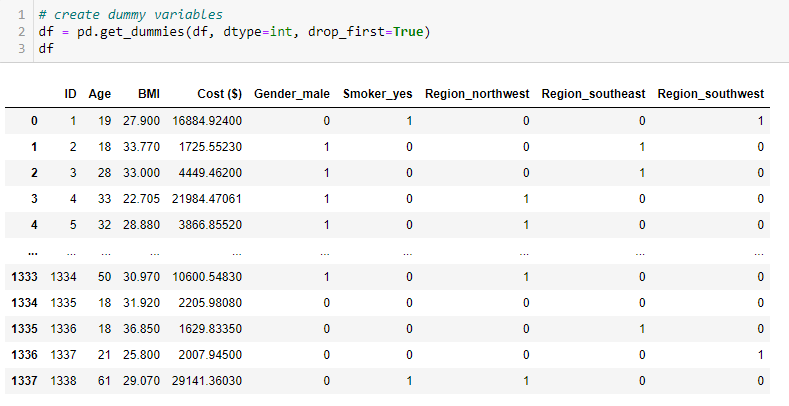 1 # create dummy variables
2 df = pd.get_dummies(df, dtype=int, drop_first=True)
3 df
ID Age BMI Cost ($) Gender_male Smoker_yes Region_northwest Region_southeast Region_southwest
0 1 19 27.900 16884.92400 0 1 0 0 1
1 2 18 33.770 1725.55230 1 0 0 1 0
2 3 28 33.000 4449.46200 1 0 0 1 0
3 4 33 22.705 21984.47061 1 0 1 0 0
4 5 32 28.880 3866.85520 1 0 1 0 0
... ... ... ... ... ... ... ... ... ...
1333 1334 50 30.970 10600.54830 1 0 1 0 0
1334 1335 18 31.920 2205.98080 0 0 0 0 0
1335 1336 18 36.850 1629.83350 0 0 0 1 0
1336 1337 21 25.800 2007.94500 0 0 0 0 1
1337 1338 61 29.070 29141.36030 0 1 1 0 0